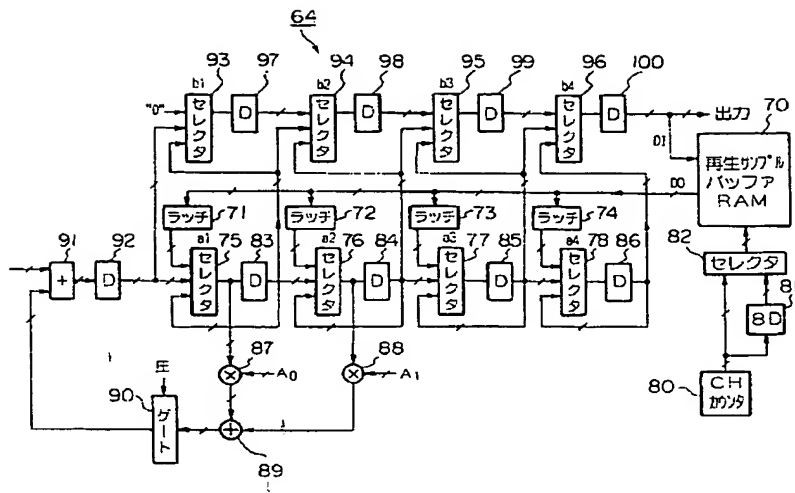 64
93 97 94 98 95 99 96 100
b1 b2 b3 b4
"0" セレクタ D セレクタ D セレクタ D セレクタ D 出力
70
DI
再生サンプル
バッファ
RAM
DO
ラッチ 71 ラッチ 72 ラッチ 73 ラッチ 74
91 92 a1 75 83 a2 76 84 a3 77 85 a4 78 86
82
+ D セレクタ D セレクタ D セレクタ D セレクタ D
セレクタ
8D
87 88
× A0 × A1
80 CH
カウンタ
90 ゲート
+
89